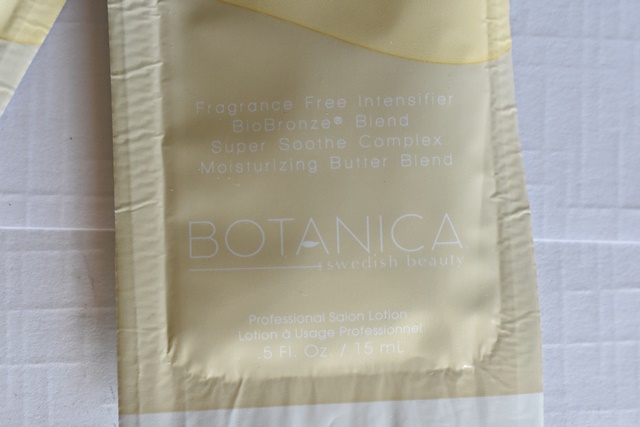 Fragrance Free Intensifier
BioBronze® Blend
Super Soothe Complex
Moisturizing Butter Blend
BOTANICA
swedish beauty
Professional Salon Lotion
Lotion à Usage Professionnel
5 Fl. Oz. / 15 mL